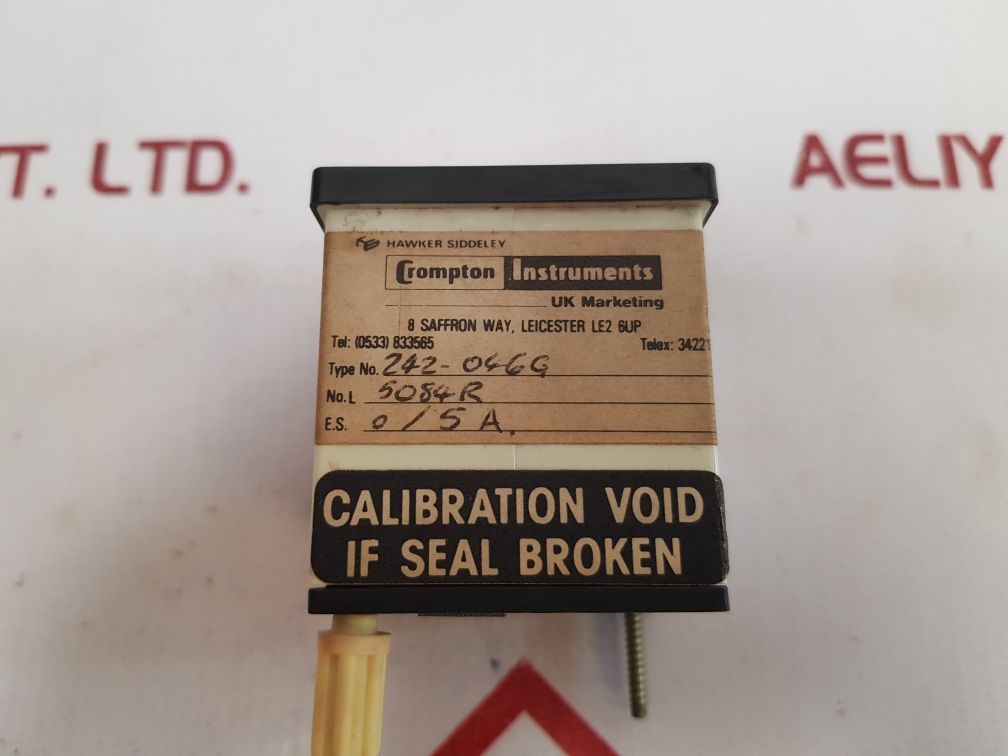 T. LTD.
AELIY
HAWKER SIDDELEY
Crompton Instruments
UK Marketing
8 SAFFRON WAY, LEICESTER LE2 6UP
Tel: (0533) 833565 Telex: 34221
Type No. 242-046G
No. L 5084R
E.S. 0/5 A.
CALIBRATION VOID
IF SEAL BROKEN